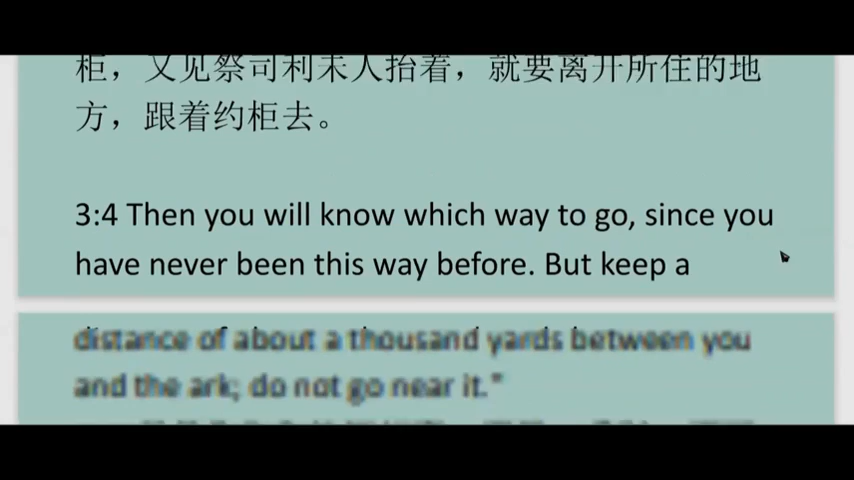 柜，又见祭司利未人抬着，就要离开所住的地
方，跟着约柜去。
3:4 Then you will know which way to go, since you
have never been this way before. But keep a
distance of about a thousand yards between you
and the ark; do not go near it."